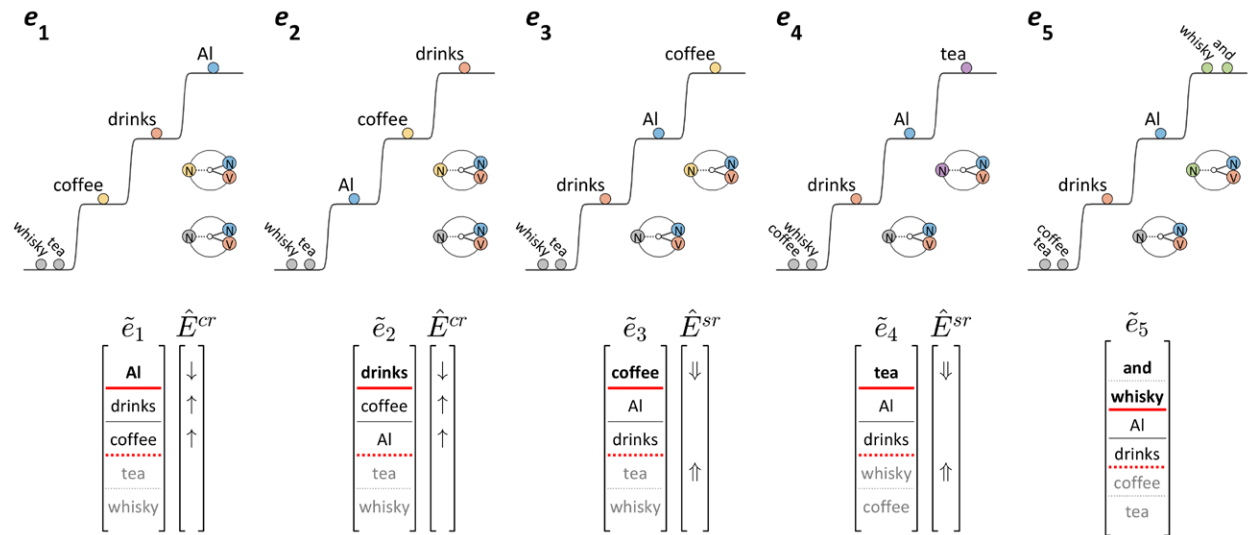 e1 e2 e3 e4 e5
Al drinks coffee tea whisky and
drinks coffee Al Al Al
coffee Al drinks drinks drinks
whisky tea whisky tea whisky tea coffee whisky tea coffee
N N V N N V N N V N N V N N V
N N V N N V N N V N N V N N V
ẽ1 Ê^cr ẽ2 Ê^cr ẽ3 Ê^sr ẽ4 Ê^sr ẽ5
Al ↓ drinks ↓ coffee ⇓ tea ⇓ and
drinks ↑ coffee ↑ Al Al whisky
coffee ↑ Al ↑ drinks drinks Al
tea tea tea ⇑ whisky ⇑ drinks
whisky whisky whisky coffee coffee
tea